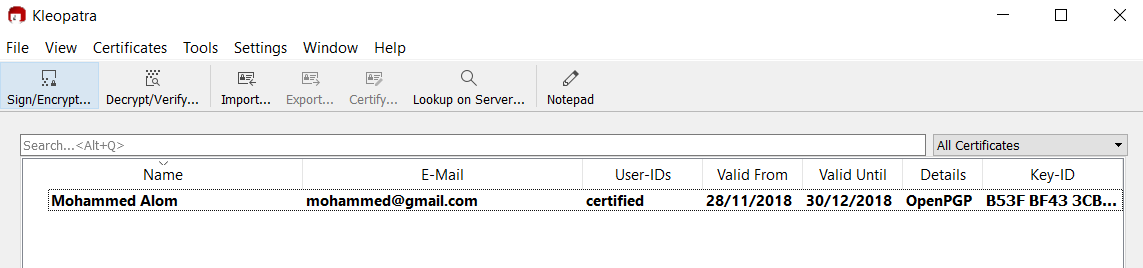 Kleopatra
File View Certificates Tools Settings Window Help
Sign/Encrypt... Decrypt/Verify... Import... Export... Certify... Lookup on Server... Notepad
Search...<Alt+Q> All Certificates
Name E-Mail User-IDs Valid From Valid Until Details Key-ID
Mohammed Alom mohammed@gmail.com certified 28/11/2018 30/12/2018 OpenPGP B53F BF43 3CB...